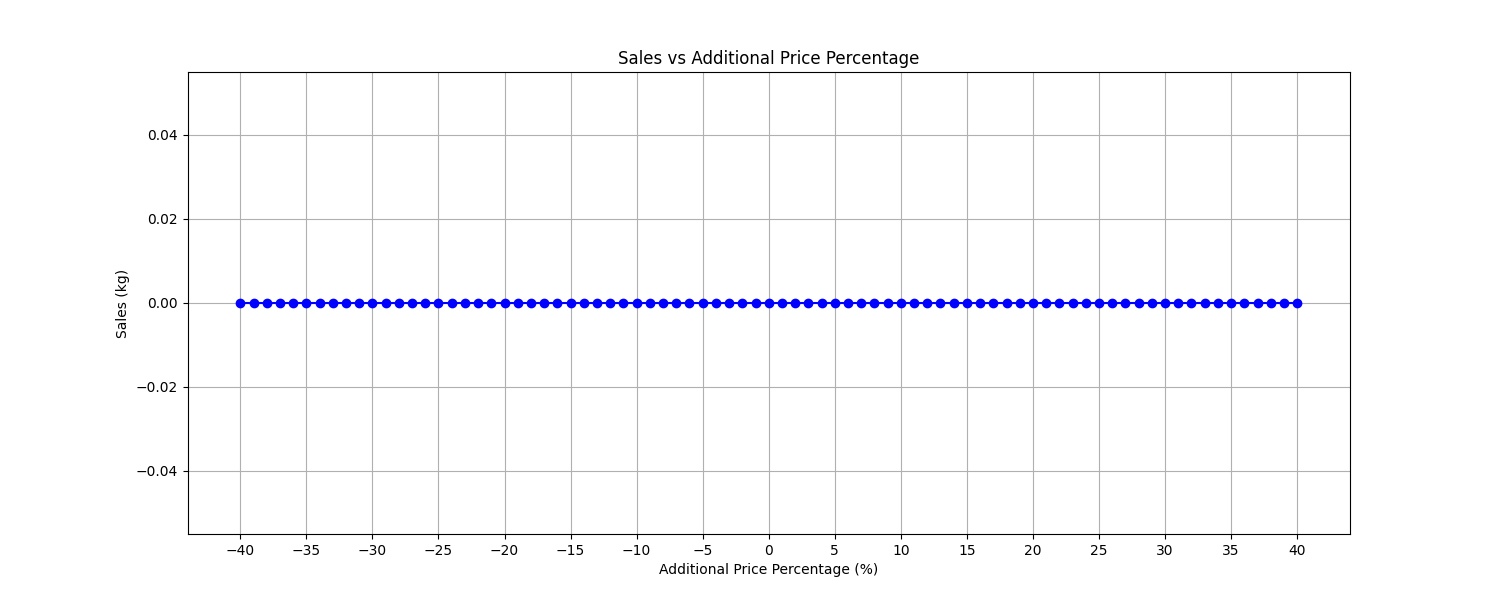 Sales vs Additional Price Percentage
0.04
0.02
0.00
−0.02
−0.04
Sales (kg)
−40 −35 −30 −25 −20 −15 −10 −5 0 5 10 15 20 25 30 35 40
Additional Price Percentage (%)